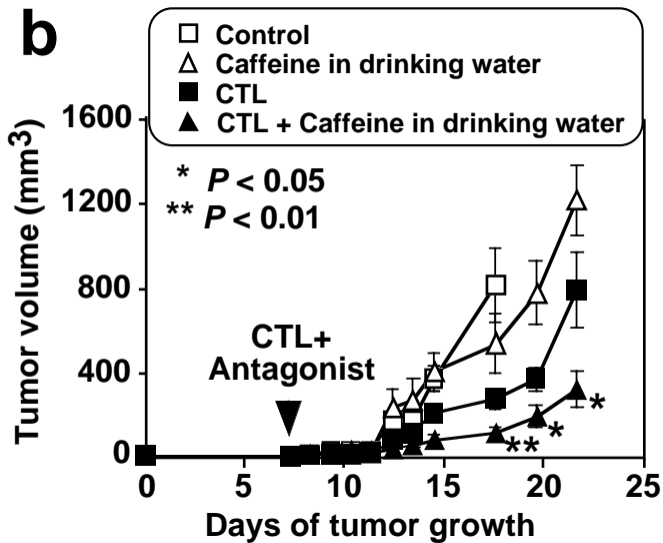 b
Control
Caffeine in drinking water
CTL
CTL + Caffeine in drinking water
1600
1200
800
400
0
Tumor volume (mm3)
* P < 0.05
** P < 0.01
CTL+
Antagonist
**
*
*
0 5 10 15 20 25
Days of tumor growth